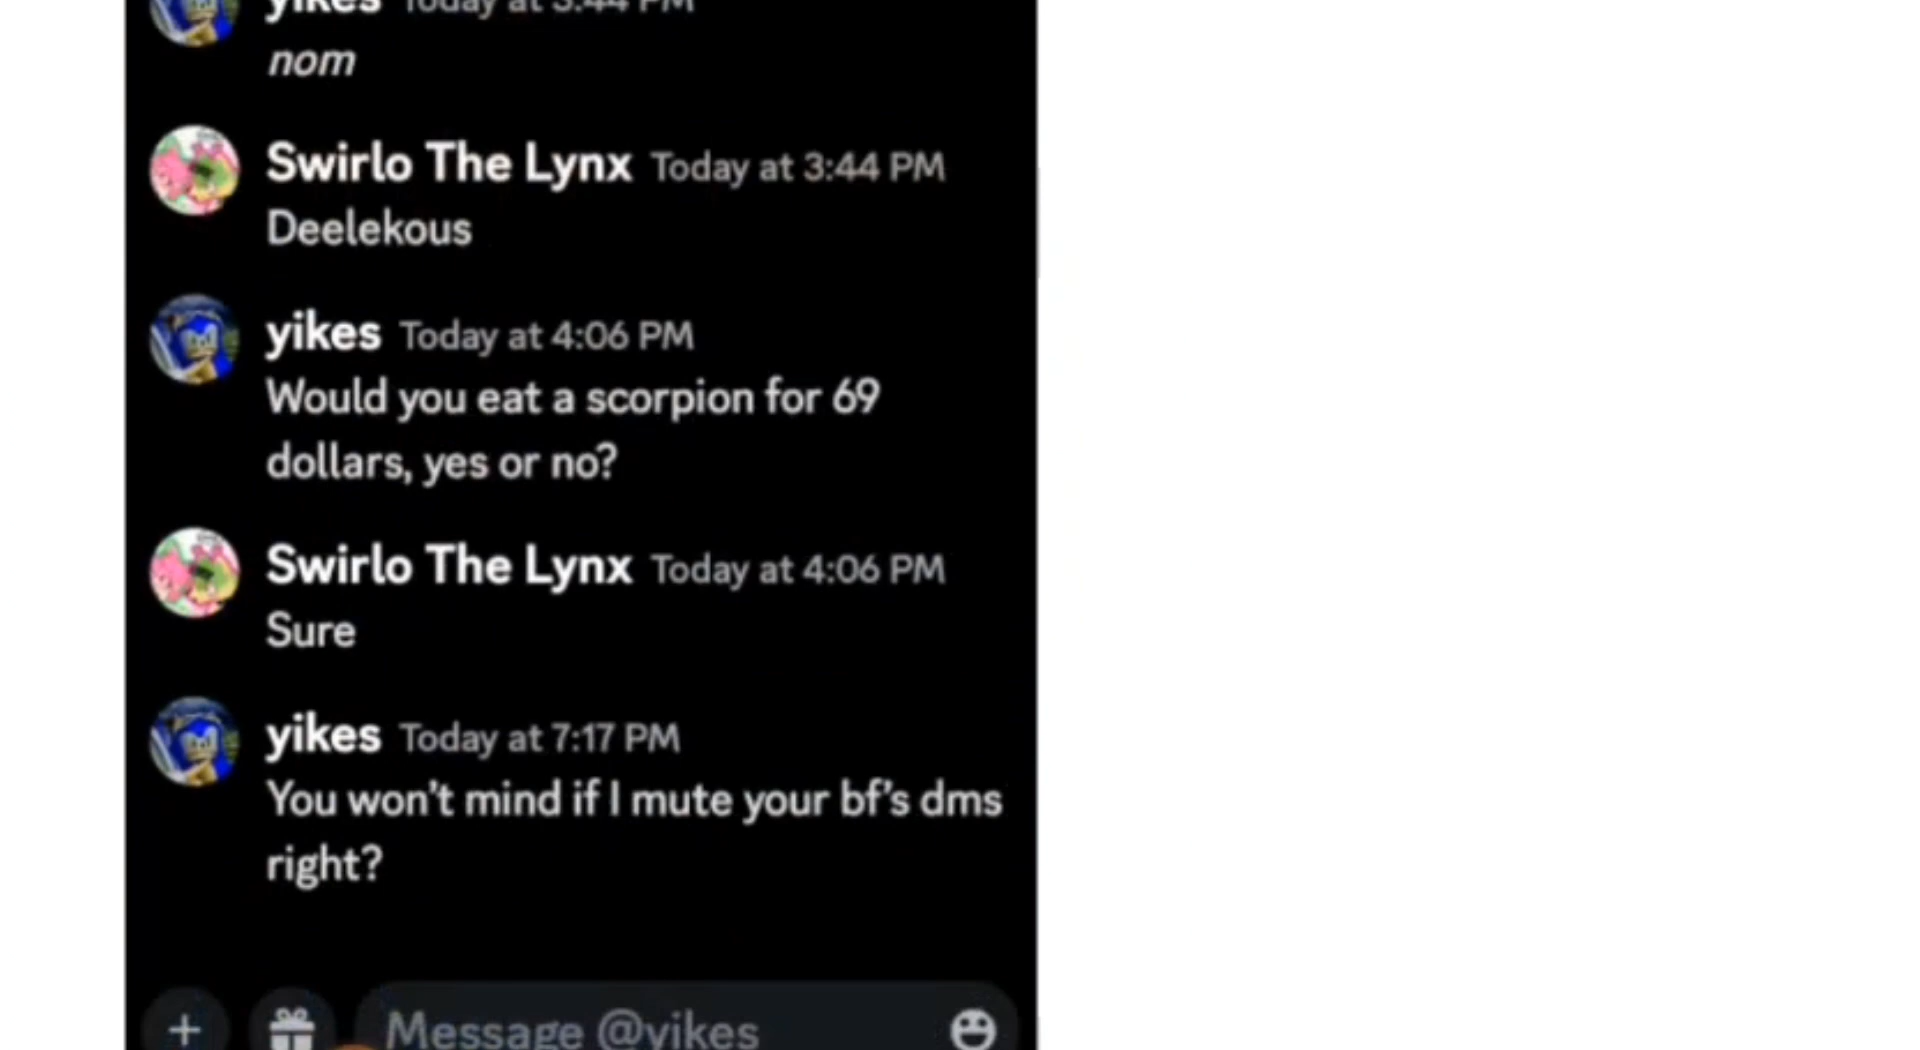 yikes Today at 3:44 PM
nom
Swirlo The Lynx Today at 3:44 PM
Deelekous
yikes Today at 4:06 PM
Would you eat a scorpion for 69
dollars, yes or no?
Swirlo The Lynx Today at 4:06 PM
Sure
yikes Today at 7:17 PM
You won't mind if I mute your bf's dms
right?
Message @yikes